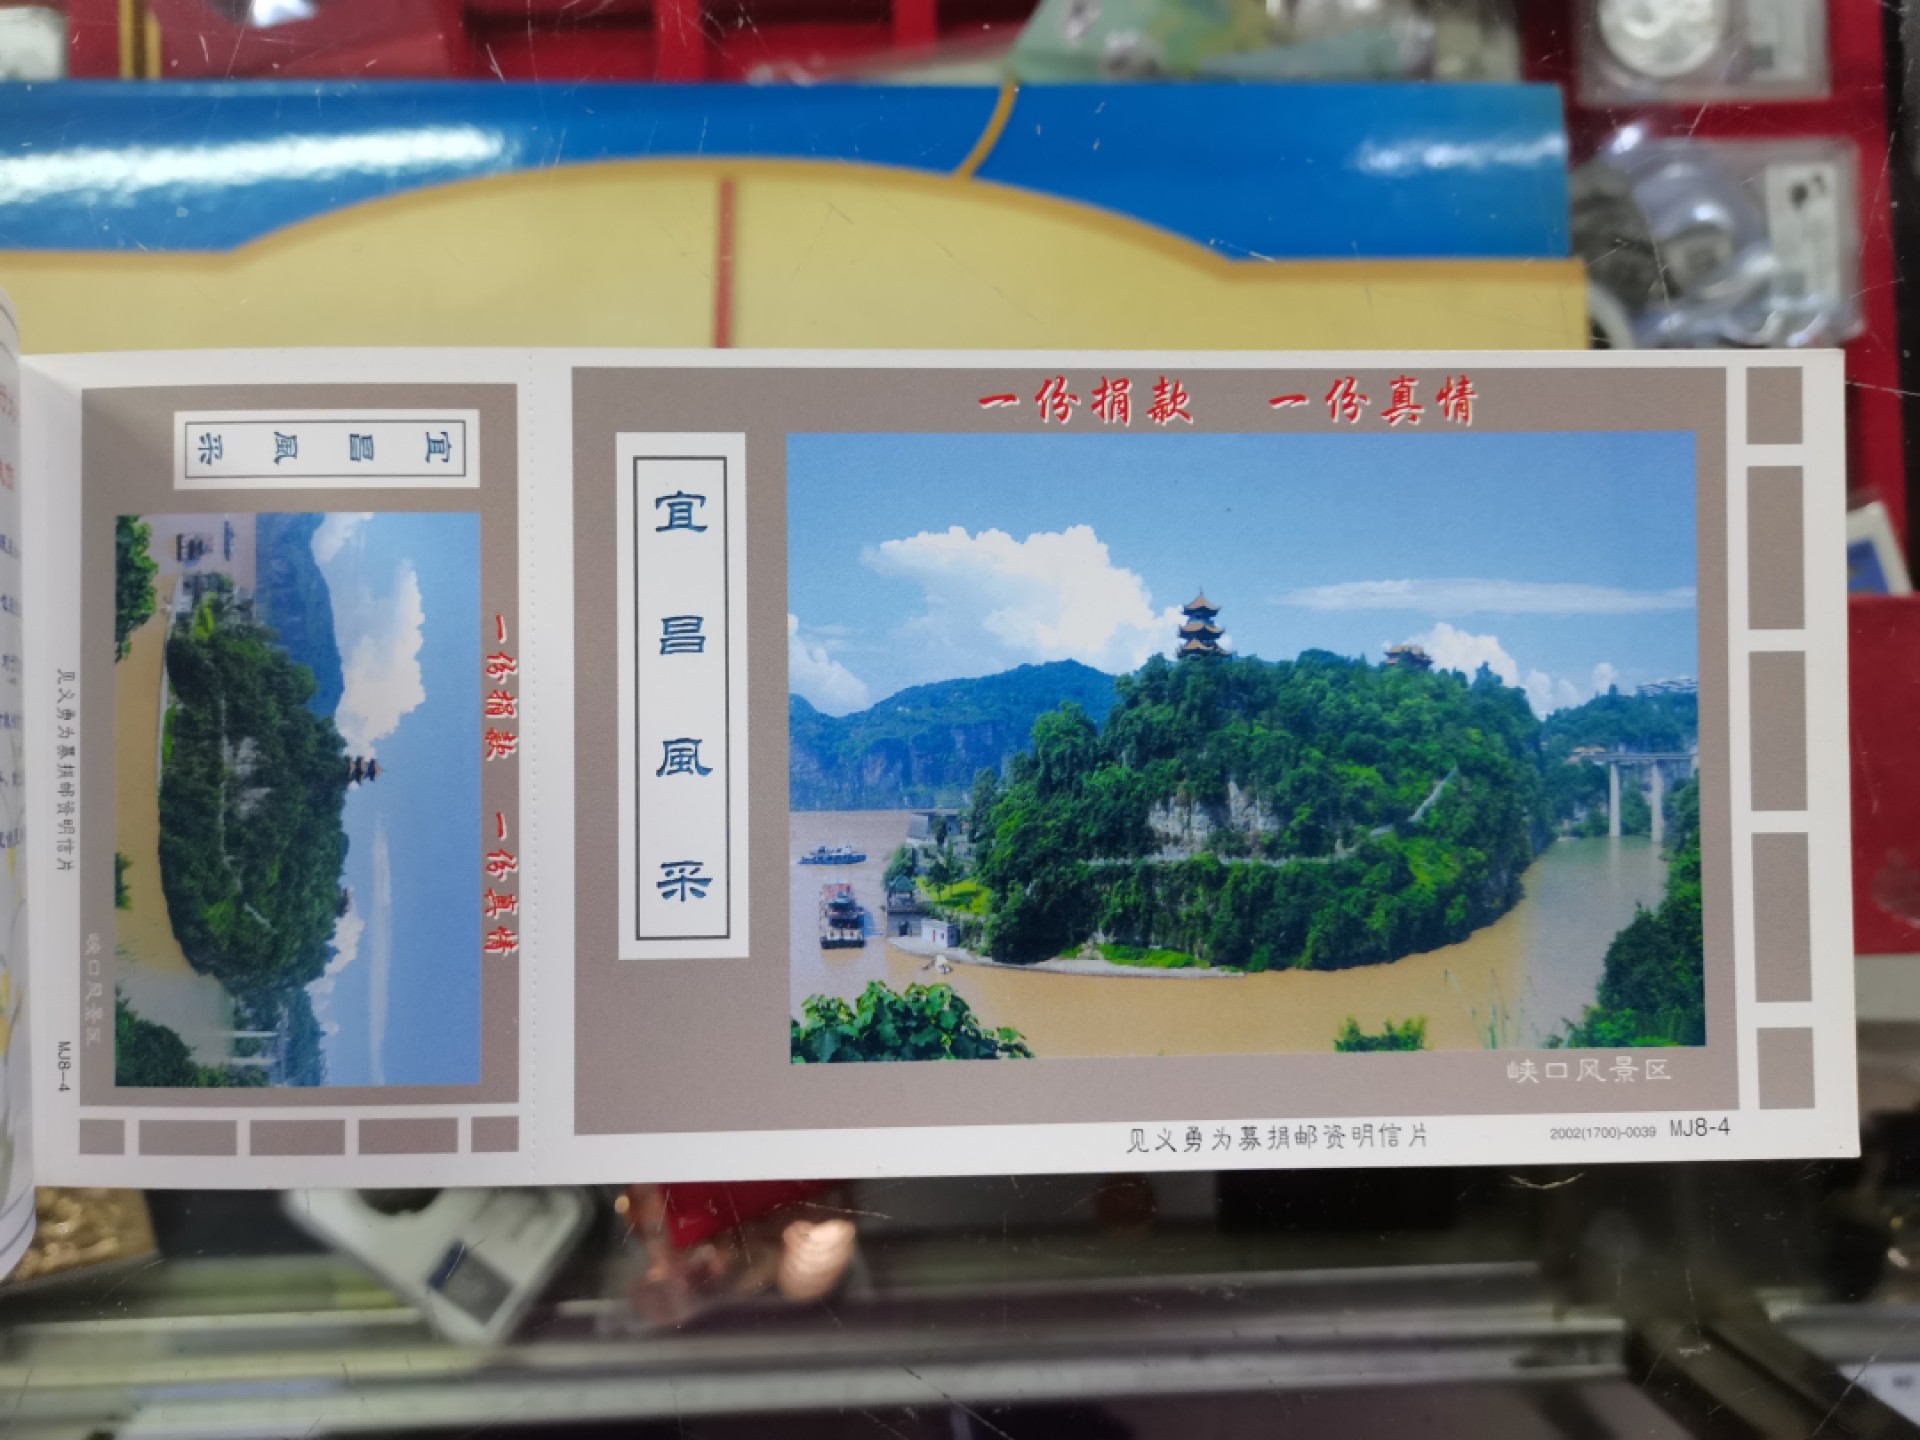 宜昌風采
一份捐款 一份真情
峡口风景区
见义勇为募捐邮资明信片
MJ8-4
一份捐款 一份真情
宜昌風采
峡口风景区
见义勇为募捐邮资明信片 2002(1700)-0039 MJ8-4